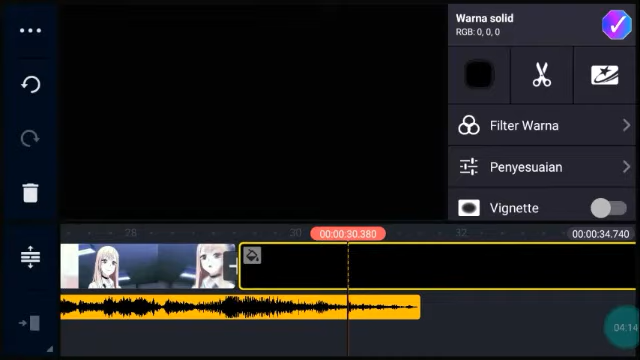 Warna solid
RGB: 0, 0, 0
Filter Warna
Penyesuaian
Vignette
28
30
00:00:30.380
32
00:00:34.740
04:14